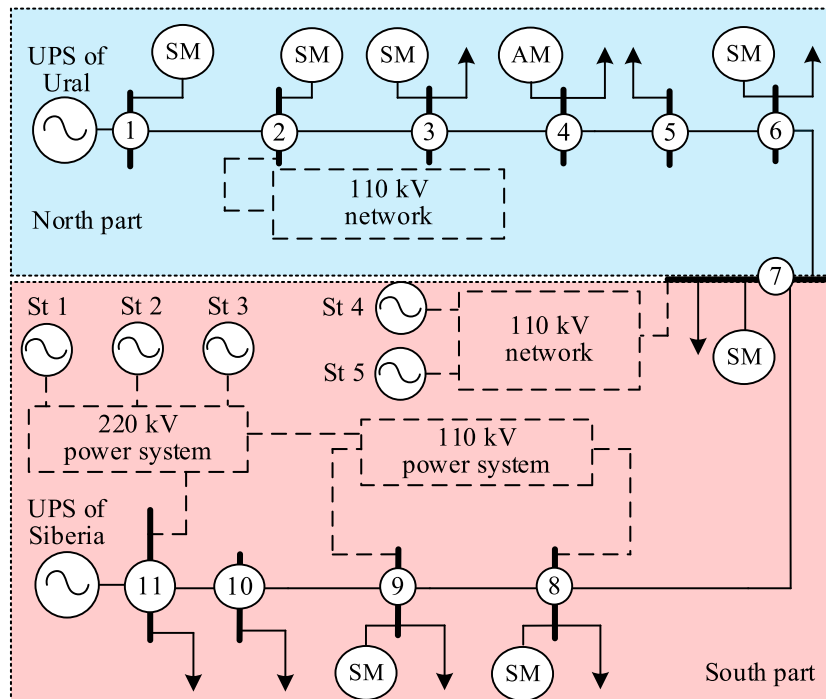 UPS of
Ural
SM
SM
SM
AM
SM
1
2
3
4
5
6
110 kV
network
North part
7
St 1
St 2
St 3
St 4
St 5
110 kV
network
SM
220 kV
power system
110 kV
power system
UPS of
Siberia
11
10
9
8
SM
SM
South part